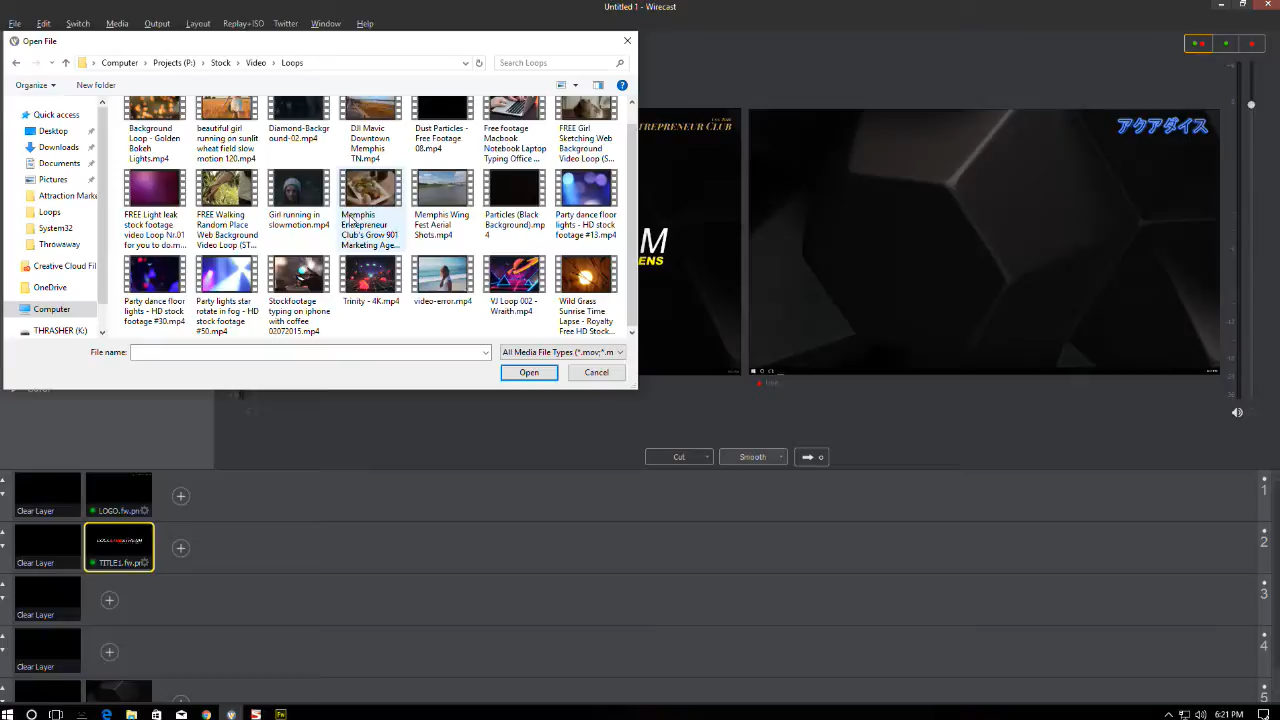 Untitled 1 - Wirecast
File Edit Switch Media Output Layout Replay+ISO Twitter Window Help
Open File
Computer Projects (P:) Stock Video Loops
Search Loops
Organize
New folder
Quick access
Desktop
Downloads
Documents
Pictures
Attraction Marke
Loops
System32
Throwaway
Creative Cloud Fil
OneDrive
Computer
THRASHER (K:)
Background
Loop - Golden
Bokeh
Lights.mp4
beautiful girl
running on sunlit
wheat field slow
motion 120.mp4
Diamond-Backgr
ound-02.mp4
DJI Mavic
Downtown
Memphis
TN.mp4
Dust Particles -
Free Footage
08.mp4
Free footage
Macbook
Notebook Laptop
Typing Office ...
FREE Girl
Sketching Web
Background
Video Loop (S...
FREE Light leak
stock footage
video Loop Nr.01
for you to do.m...
FREE Walking
Random Place
Web Background
Video Loop (ST...
Girl running in
slowmotion.mp4
Memphis
Entrepreneur
Club's Grow 901
Marketing Age...
Memphis Wing
Fest Aerial
Shots.mp4
Particles (Black
Background).mp
4
Party dance floor
lights - HD stock
footage #13.mp4
Party dance floor
lights - HD stock
footage #30.mp4
Party lights star
rotate in fog - HD
stock footage
#50.mp4
Stockfootage
typing on iphone
with coffee
02072015.mp4
Trinity - 4K.mp4
video-error.mp4
VJ Loop 002 -
Wraith.mp4
Wild Grass
Sunrise Time
Lapse - Royalty
Free HD Stock...
File name:
All Media File Types (*.mov;*.m
Open
Cancel
TREPRENEUR CLUB
M
ENS
アクアダイス
Live
Cut
Smooth
Clear Layer
LOGO.fw.pn
1
Clear Layer
TITLE1.fw.pn
2
Clear Layer
3
Clear Layer
4
5
6:21 PM